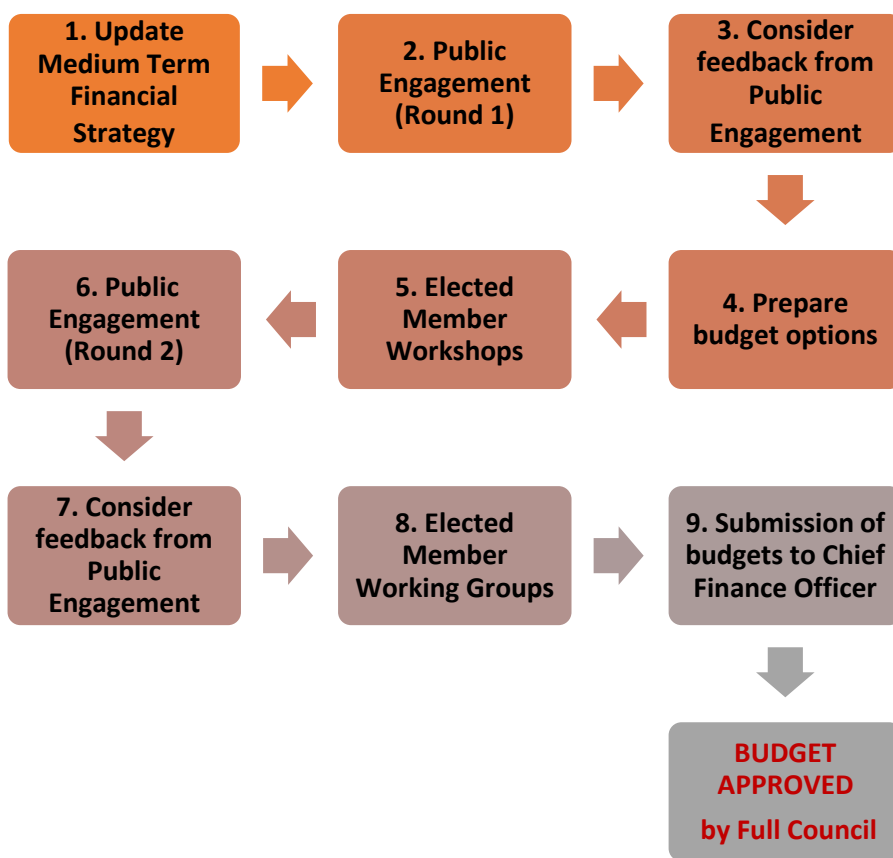 1. Update
Medium Term
Financial
Strategy
2. Public
Engagement
(Round 1)
3. Consider
feedback from
Public
Engagement
4. Prepare
budget options
5. Elected
Member
Workshops
6. Public
Engagement
(Round 2)
7. Consider
feedback from
Public
Engagement
8. Elected
Member
Working Groups
9. Submission of
budgets to Chief
Finance Officer
BUDGET
APPROVED
by Full Council